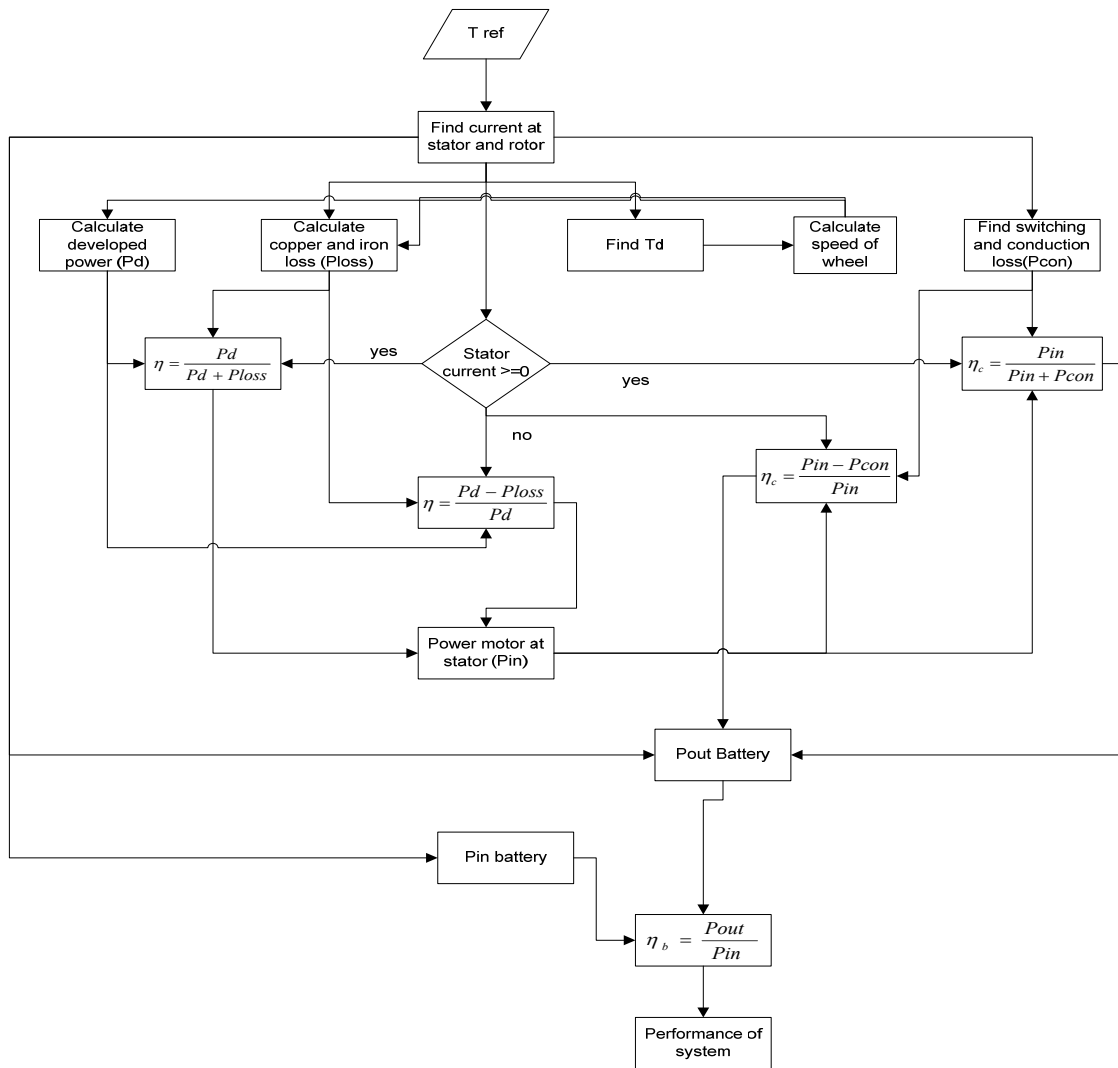 T ref
Find current at
stator and rotor
Calculate
developed
power (Pd)
Calculate
copper and iron
loss (Ploss)
Find Td
Calculate
speed of
wheel
Find switching
and conduction
loss(Pcon)
η = Pd / Pd + Ploss
yes
Stator
current >=0
yes
η_c = Pin / Pin + Pcon
no
η = Pd − Ploss / Pd
η_c = Pin − Pcon / Pin
Power motor at
stator (Pin)
Pout Battery
Pin battery
η_b = Pout / Pin
Performance of
system